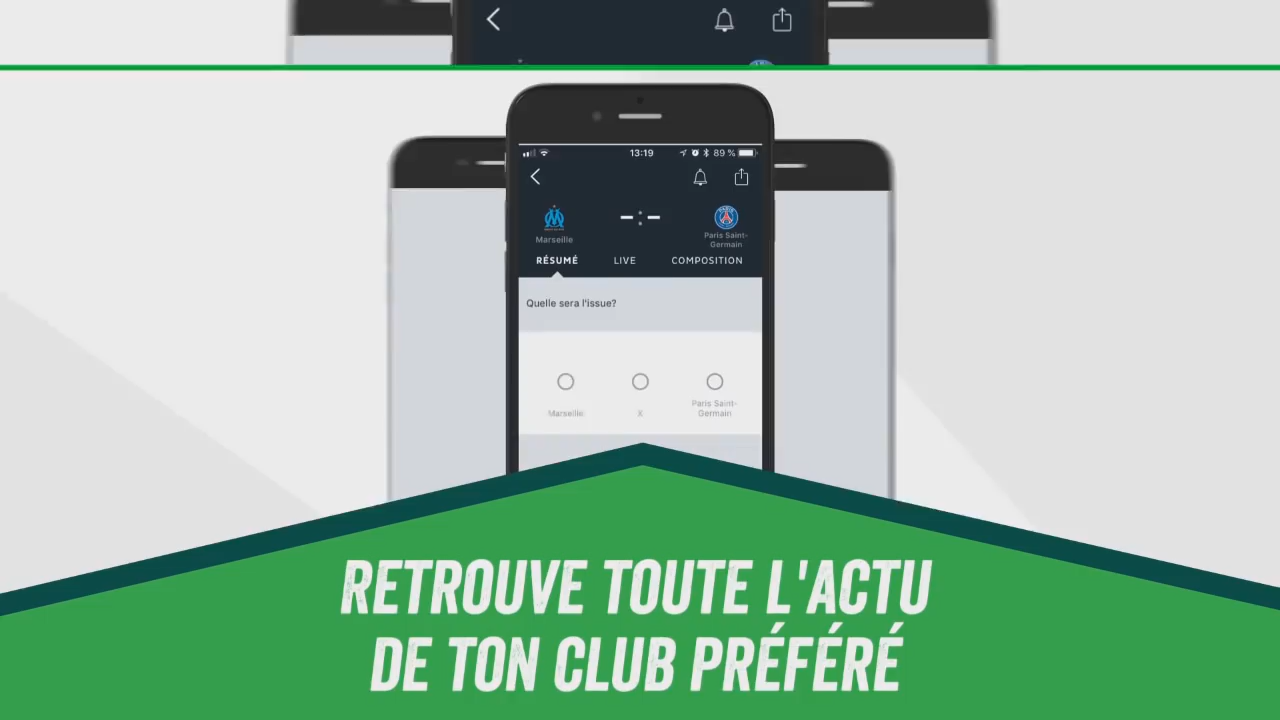 13:19
89 %
Marseille
- : -
Paris Saint-
Germain
RÉSUMÉ LIVE COMPOSITION
Quelle sera l'issue?
Marseille X Paris Saint-
Germain
RETROUVE TOUTE L'ACTU
DE TON CLUB PRÉFÉRÉ